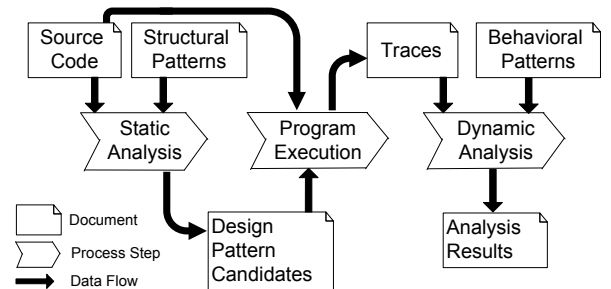 Source
Code
Structural
Patterns
Traces
Behavioral
Patterns
Static
Analysis
Program
Execution
Dynamic
Analysis
Design
Pattern
Candidates
Analysis
Results
Document
Process Step
Data Flow